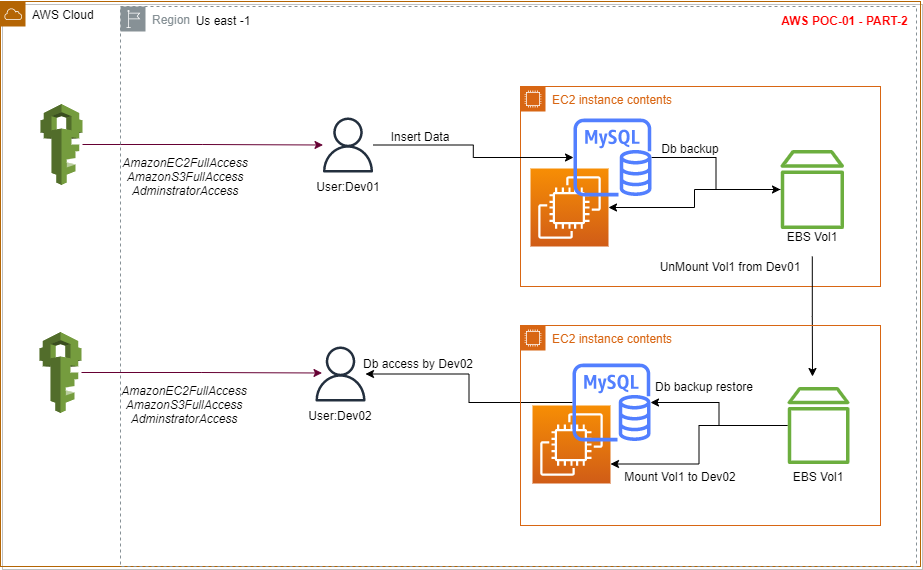 AWS Cloud
Region Us east -1
AWS POC-01 - PART-2
EC2 instance contents
MySQL
Insert Data
Db backup
AmazonEC2FullAccess
AmazonS3FullAccess
AdminstratorAccess
User:Dev01
EBS Vol1
UnMount Vol1 from Dev01
EC2 instance contents
MySQL
Db access by Dev02
Db backup restore
AmazonEC2FullAccess
AmazonS3FullAccess
AdminstratorAccess
User:Dev02
Mount Vol1 to Dev02
EBS Vol1